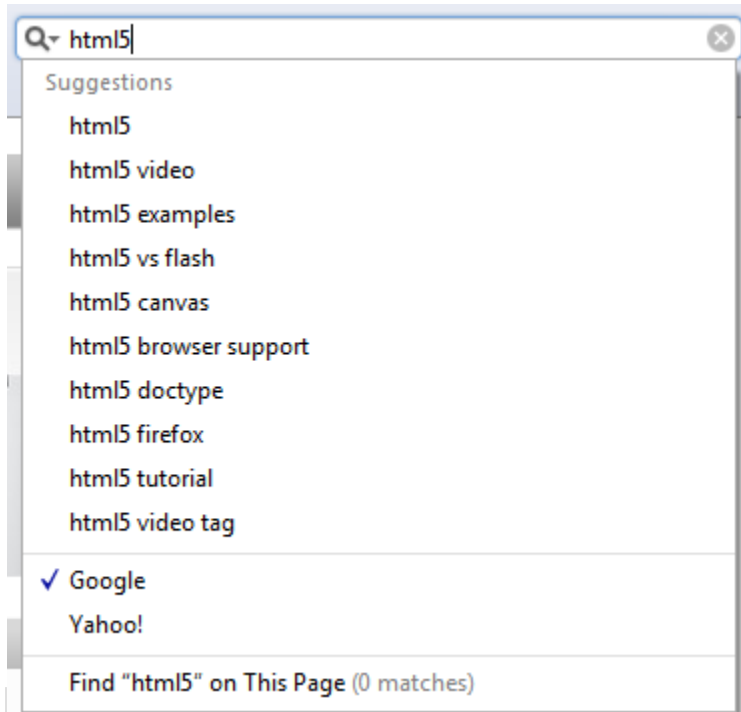 html5
Suggestions
html5
html5 video
html5 examples
html5 vs flash
html5 canvas
html5 browser support
html5 doctype
html5 firefox
html5 tutorial
html5 video tag
✓ Google
Yahoo!
Find “html5“ on This Page (0 matches)